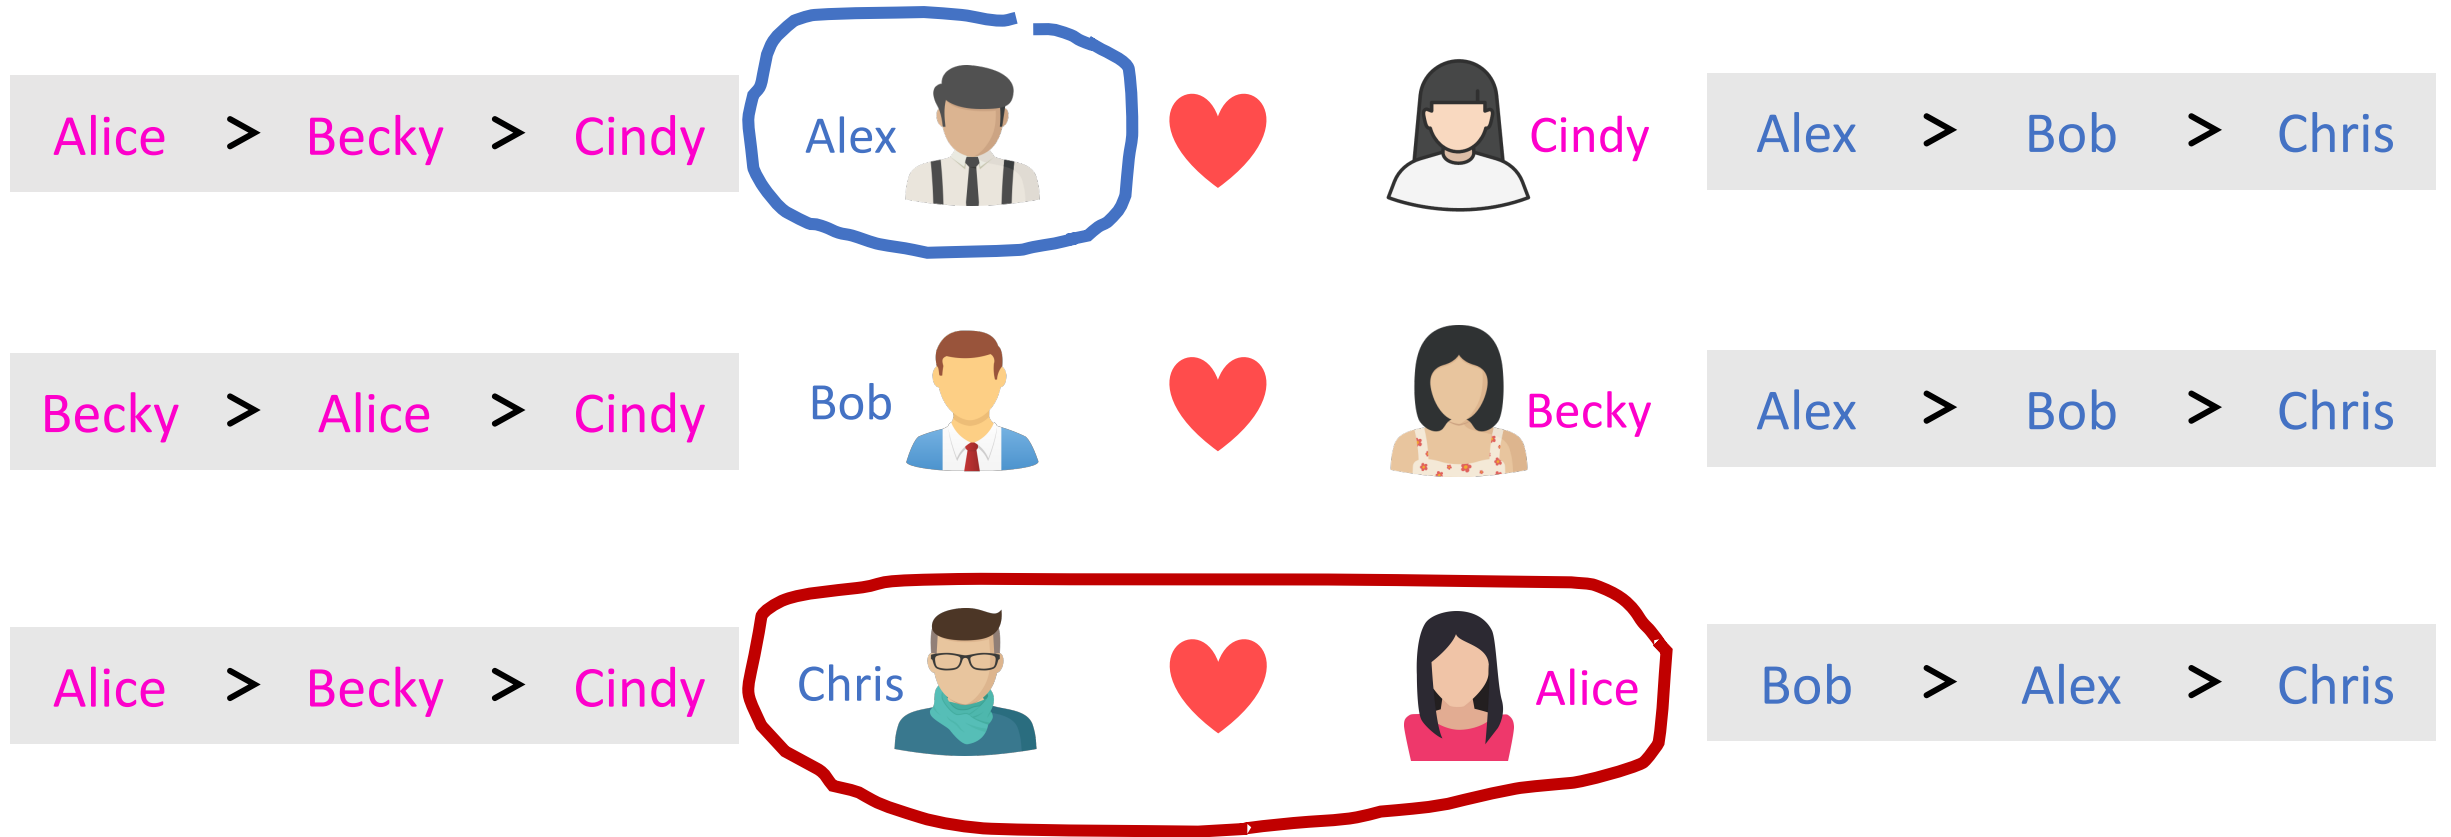 Alice > Becky > Cindy Alex Cindy Alex > Bob > Chris
Becky > Alice > Cindy Bob Becky Alex > Bob > Chris
Alice > Becky > Cindy Chris Alice Bob > Alex > Chris